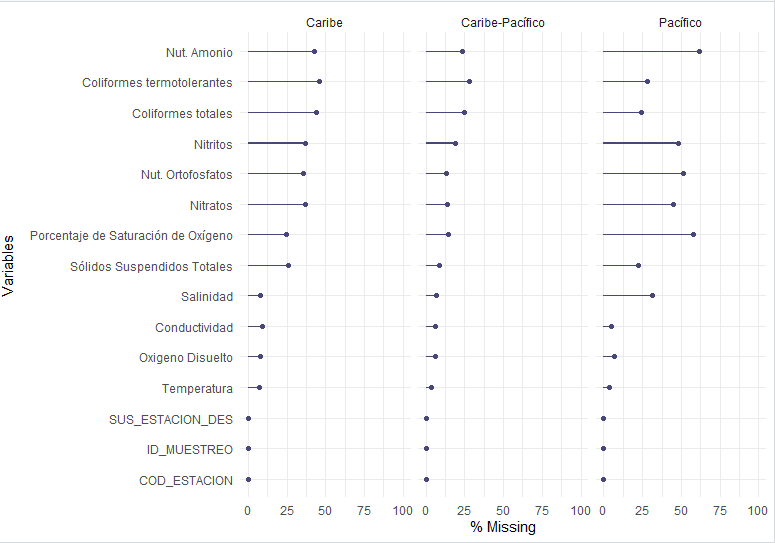 Caribe Caribe-Pacífico Pacífico
Nut. Amonio
Coliformes termotolerantes
Coliformes totales
Nitritos
Nut. Ortofosfatos
Nitratos
Porcentaje de Saturación de Oxígeno
Sólidos Suspendidos Totales
Salinidad
Conductividad
Oxigeno Disuelto
Temperatura
SUS_ESTACION_DES
ID_MUESTREO
COD_ESTACION
Variables
0 25 50 75 100 0 25 50 75 100 0 25 50 75 100
% Missing